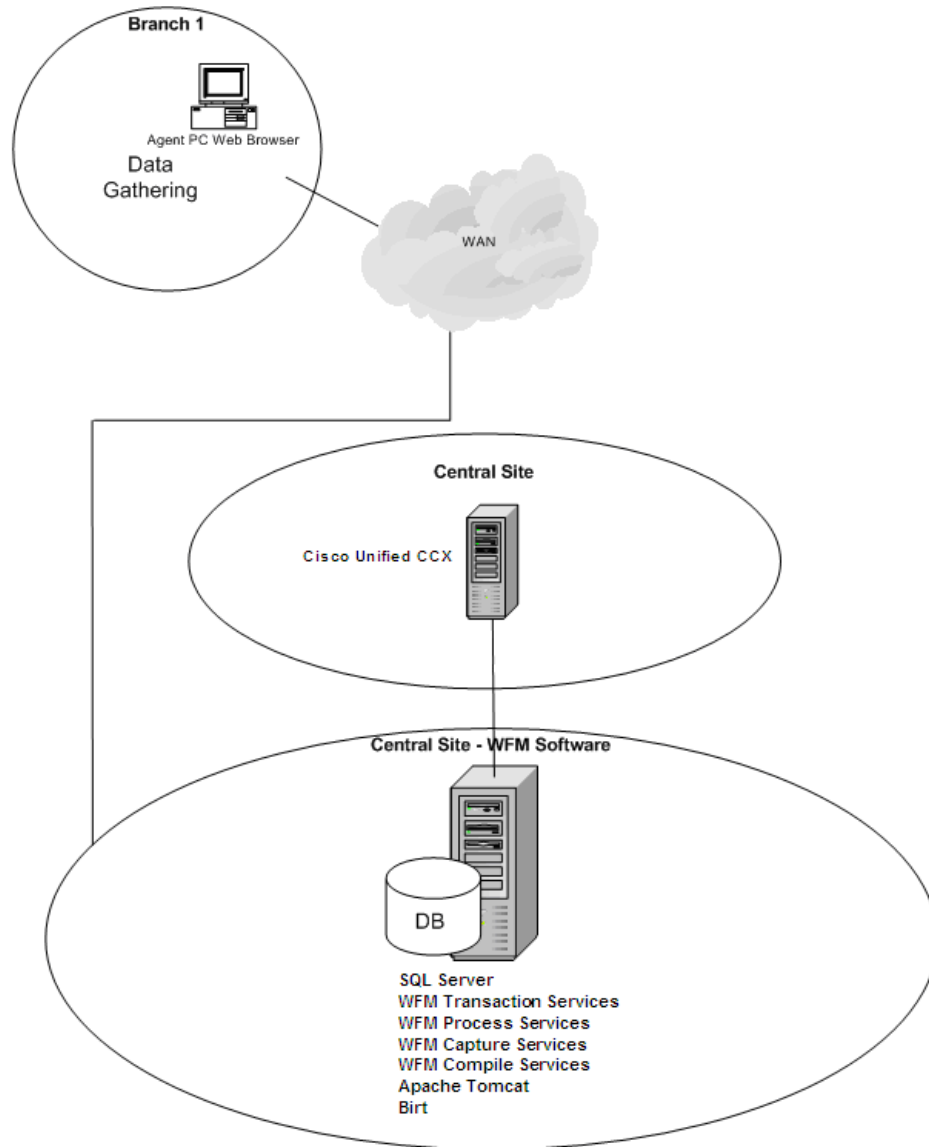 Branch 1
Agent PC Web Browser
Data
Gathering
WAN
Central Site
Cisco Unified CCX
Central Site - WFM Software
DB
SQL Server
WFM Transaction Services
WFM Process Services
WFM Capture Services
WFM Compile Services
Apache Tomcat
Birt